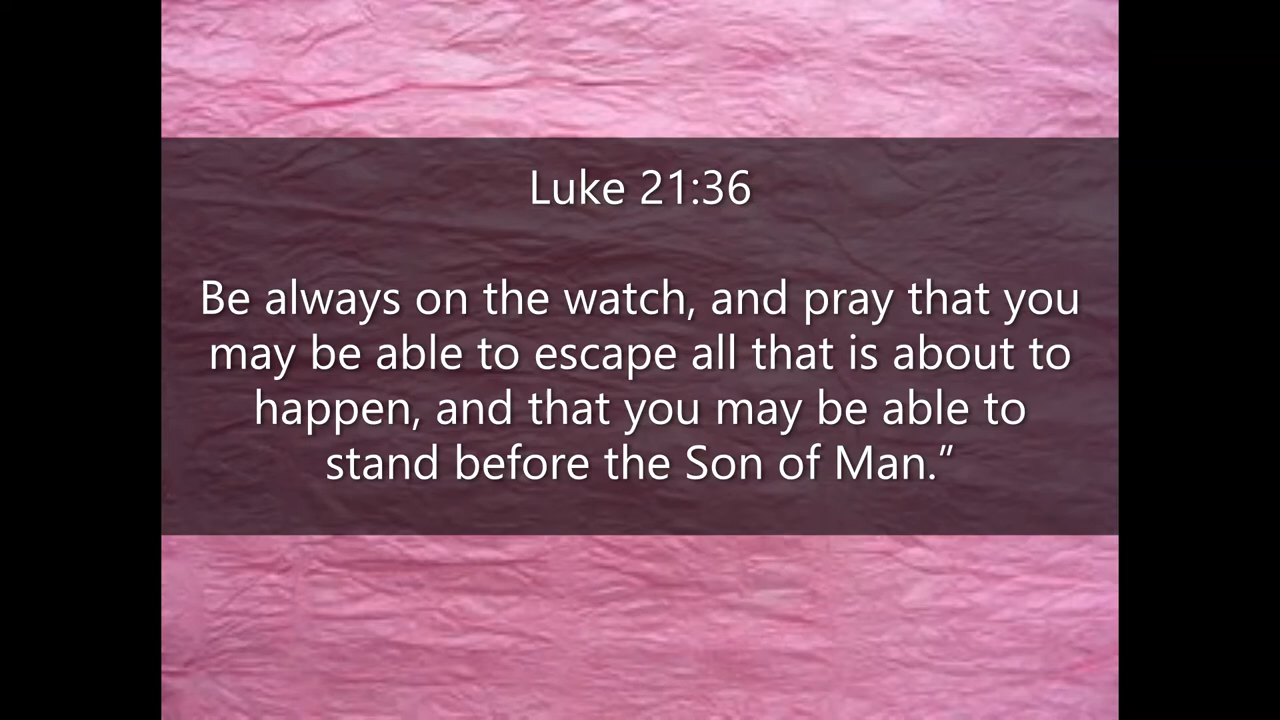 Luke 21:36
Be always on the watch, and pray that you
may be able to escape all that is about to
happen, and that you may be able to
stand before the Son of Man.”